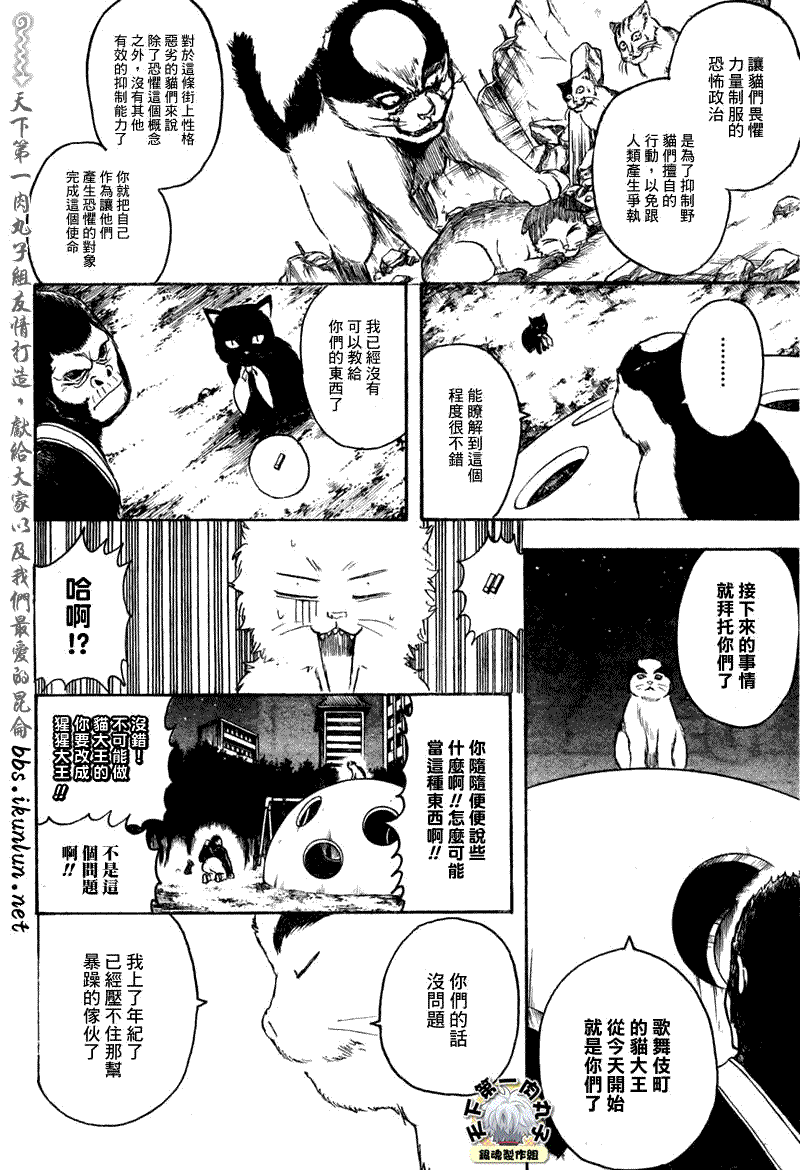 讓貓們畏懼
力量制服的
恐怖政治
是為了抑制野
貓們擅自的
行動，以免跟
人類產生爭執
對於這條街上性格
惡劣的貓們來說
除了恐懼這個概念
之外，沒有其他
有效的抑制能力了
你就把自己
作為讓他們
產生恐懼的對象
完成這個使命
………
能瞭解到這個
程度很不錯
我已經沒有
可以教給
你們的東西了
!
接下來的事情
就拜托你們了
歌舞伎町
的貓大王
從今天開始
就是你們了
!!
哈啊!?
你隨隨便便說些
什麼啊!!怎麼可能
當這種東西啊!!
沒錯!
不可能做
貓大王的
你要改成
猩猩大王!!
不是這
個問題
啊!!
你們的話
沒問題
我上了年紀了
已經壓不住那幫
暴躁的傢伙了
天下第一肉丸子組友情打造，獻給大家以及我們最愛的昆侖 bbs.ikunlun.net
天下第一肉丸子
銀魂製作組